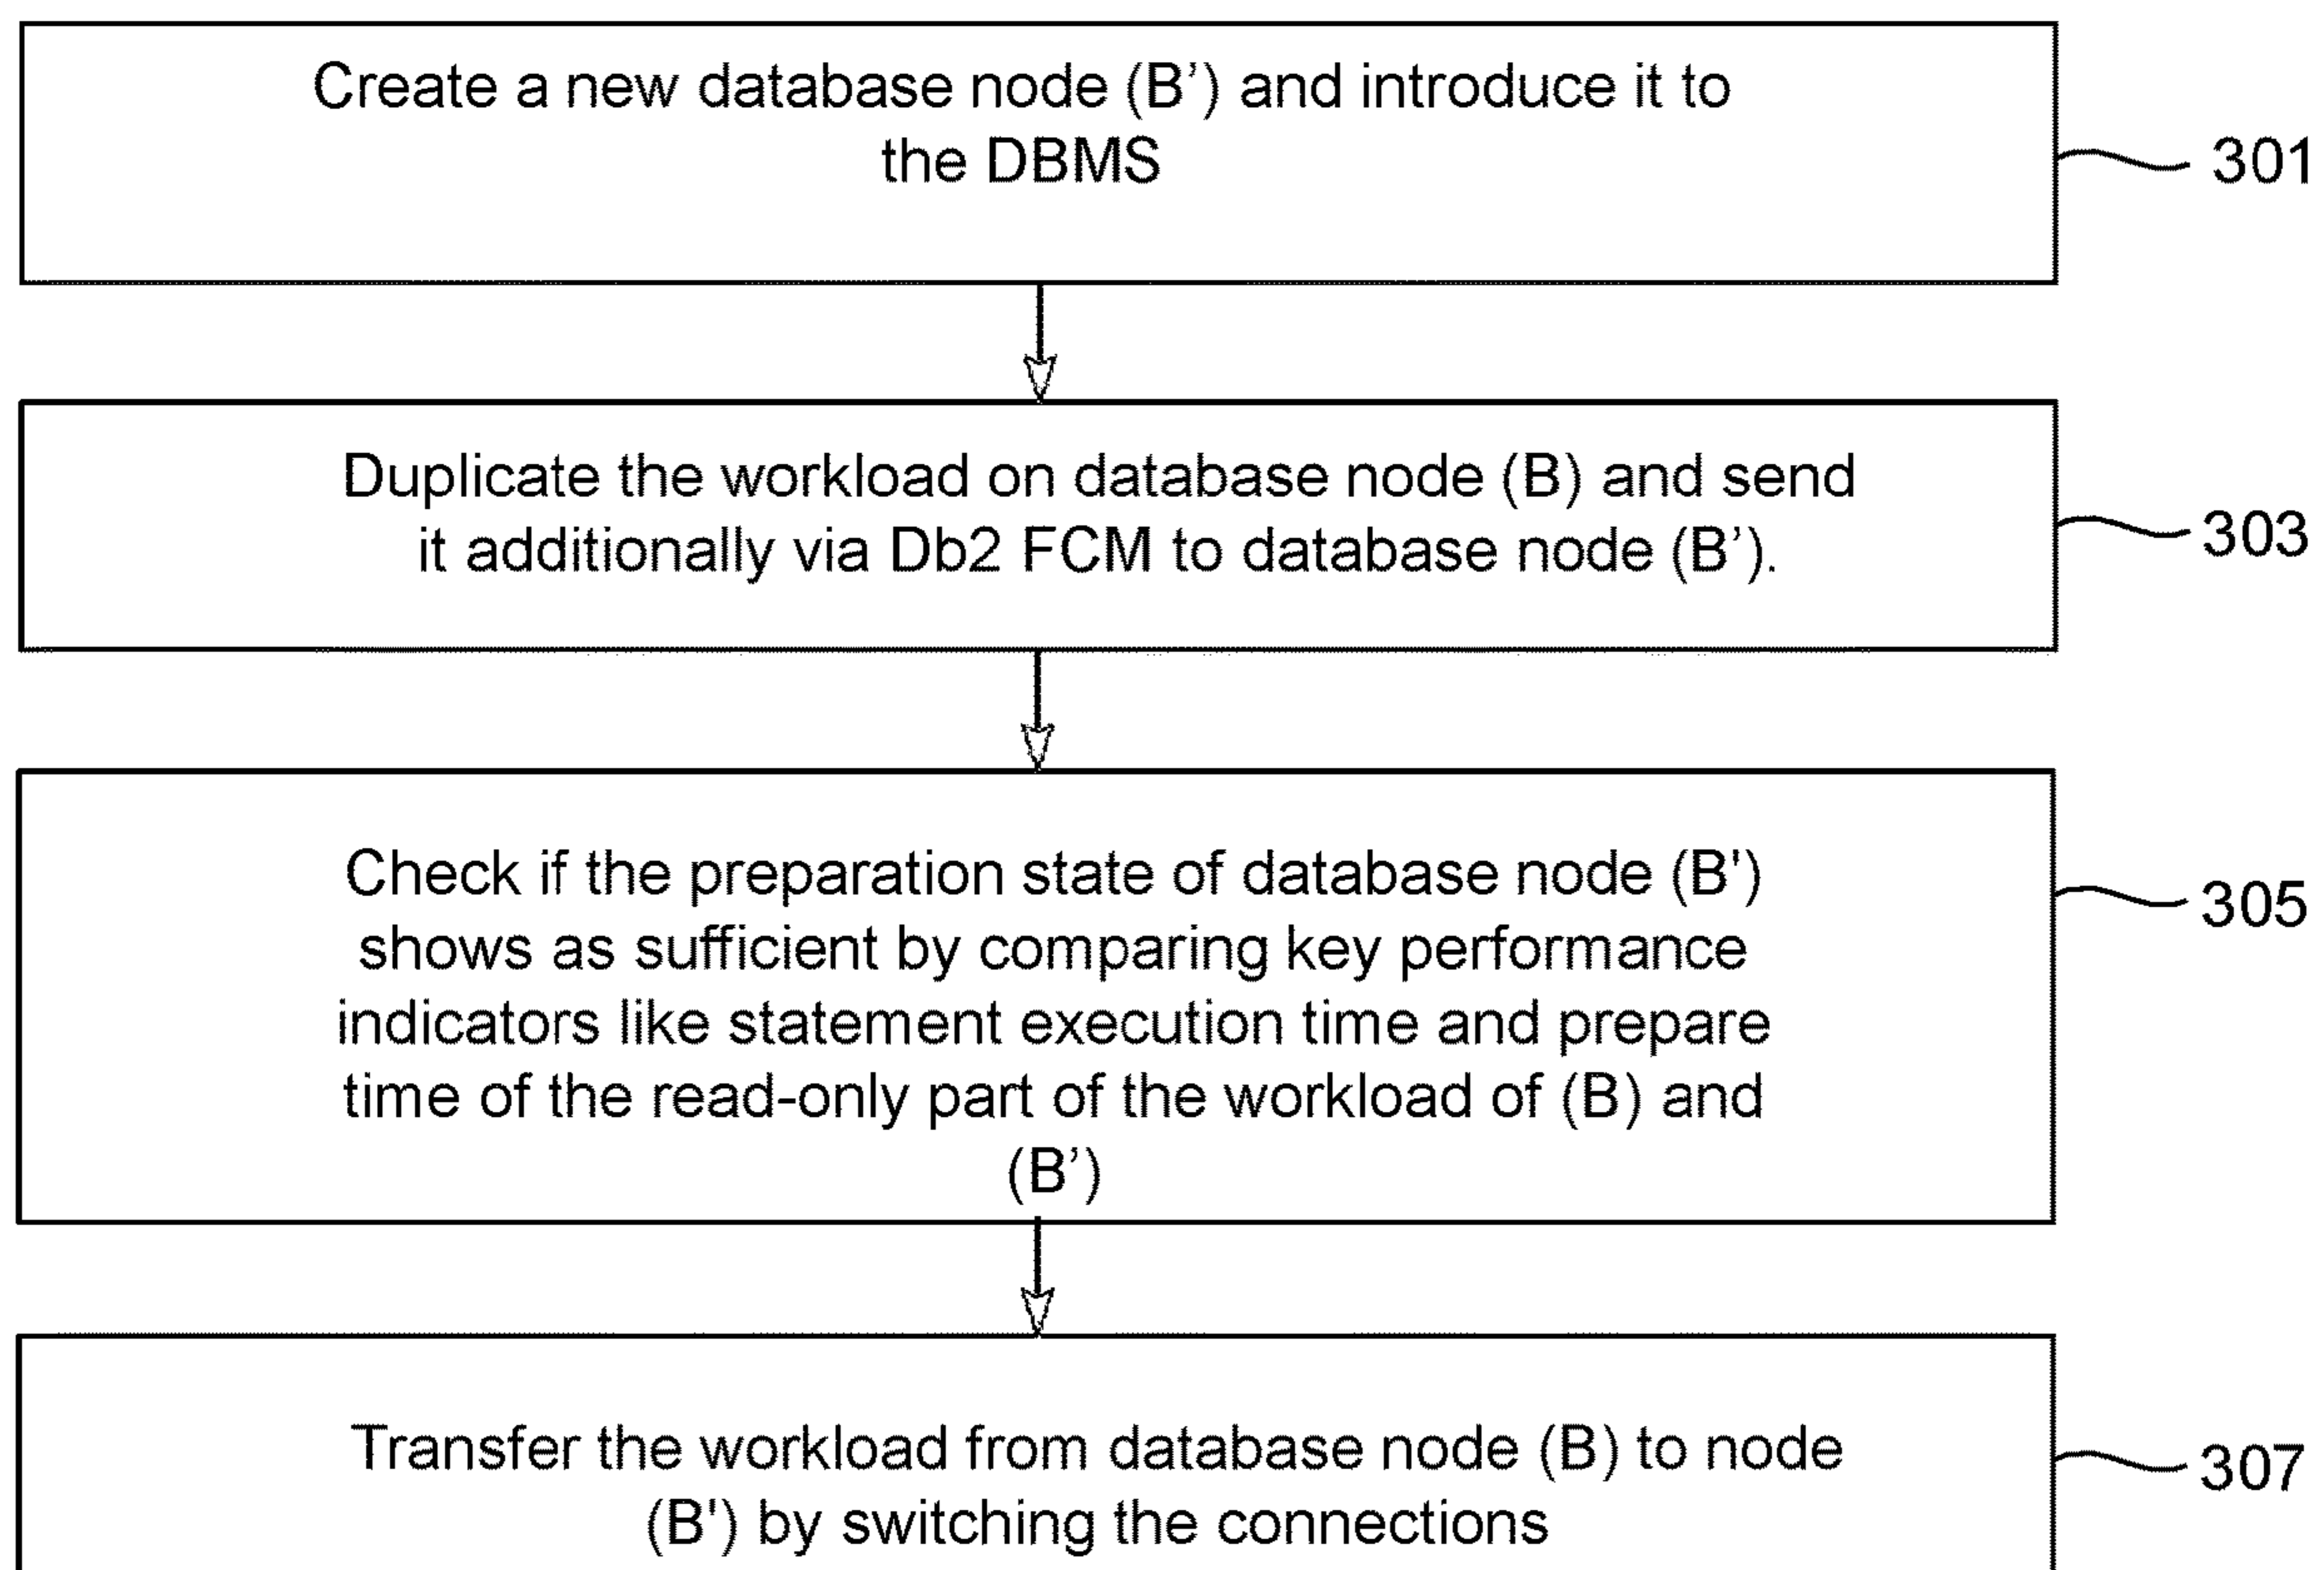 Create a new database node (B’) and introduce it to
the DBMS
301
Duplicate the workload on database node (B) and send
it additionally via Db2 FCM to database node (B’).
303
Check if the preparation state of database node (B')
shows as sufficient by comparing key performance
indicators like statement execution time and prepare
time of the read-only part of the workload of (B) and
(B’)
305
Transfer the workload from database node (B) to node
(B') by switching the connections
307